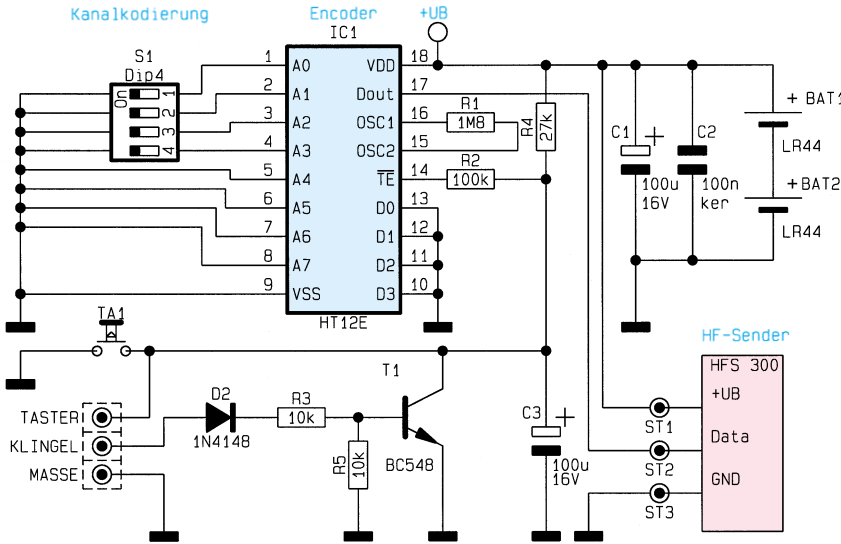 Kanalkodierung
Encoder
+UB
IC1
S1
Dip4
On
1
2
3
4
1 A0 VDD 18
2 A1 Dout 17
3 A2 OSC1 16
4 A3 OSC2 15
5 A4 TE 14
6 A5 D0 13
7 A6 D1 12
8 A7 D2 11
9 VSS D3 10
HT12E
R1
1M8
R2
100k
R4
27k
C1
+
100u
16V
C2
100n
ker
+ BAT1
LR44
+BAT2
LR44
TA1
TASTER
KLINGEL
MASSE
D2
1N4148
R3
10k
R5
10k
T1
BC548
C3
+
100u
16V
HF-Sender
HFS 300
+UB
Data
GND
ST1
ST2
ST3